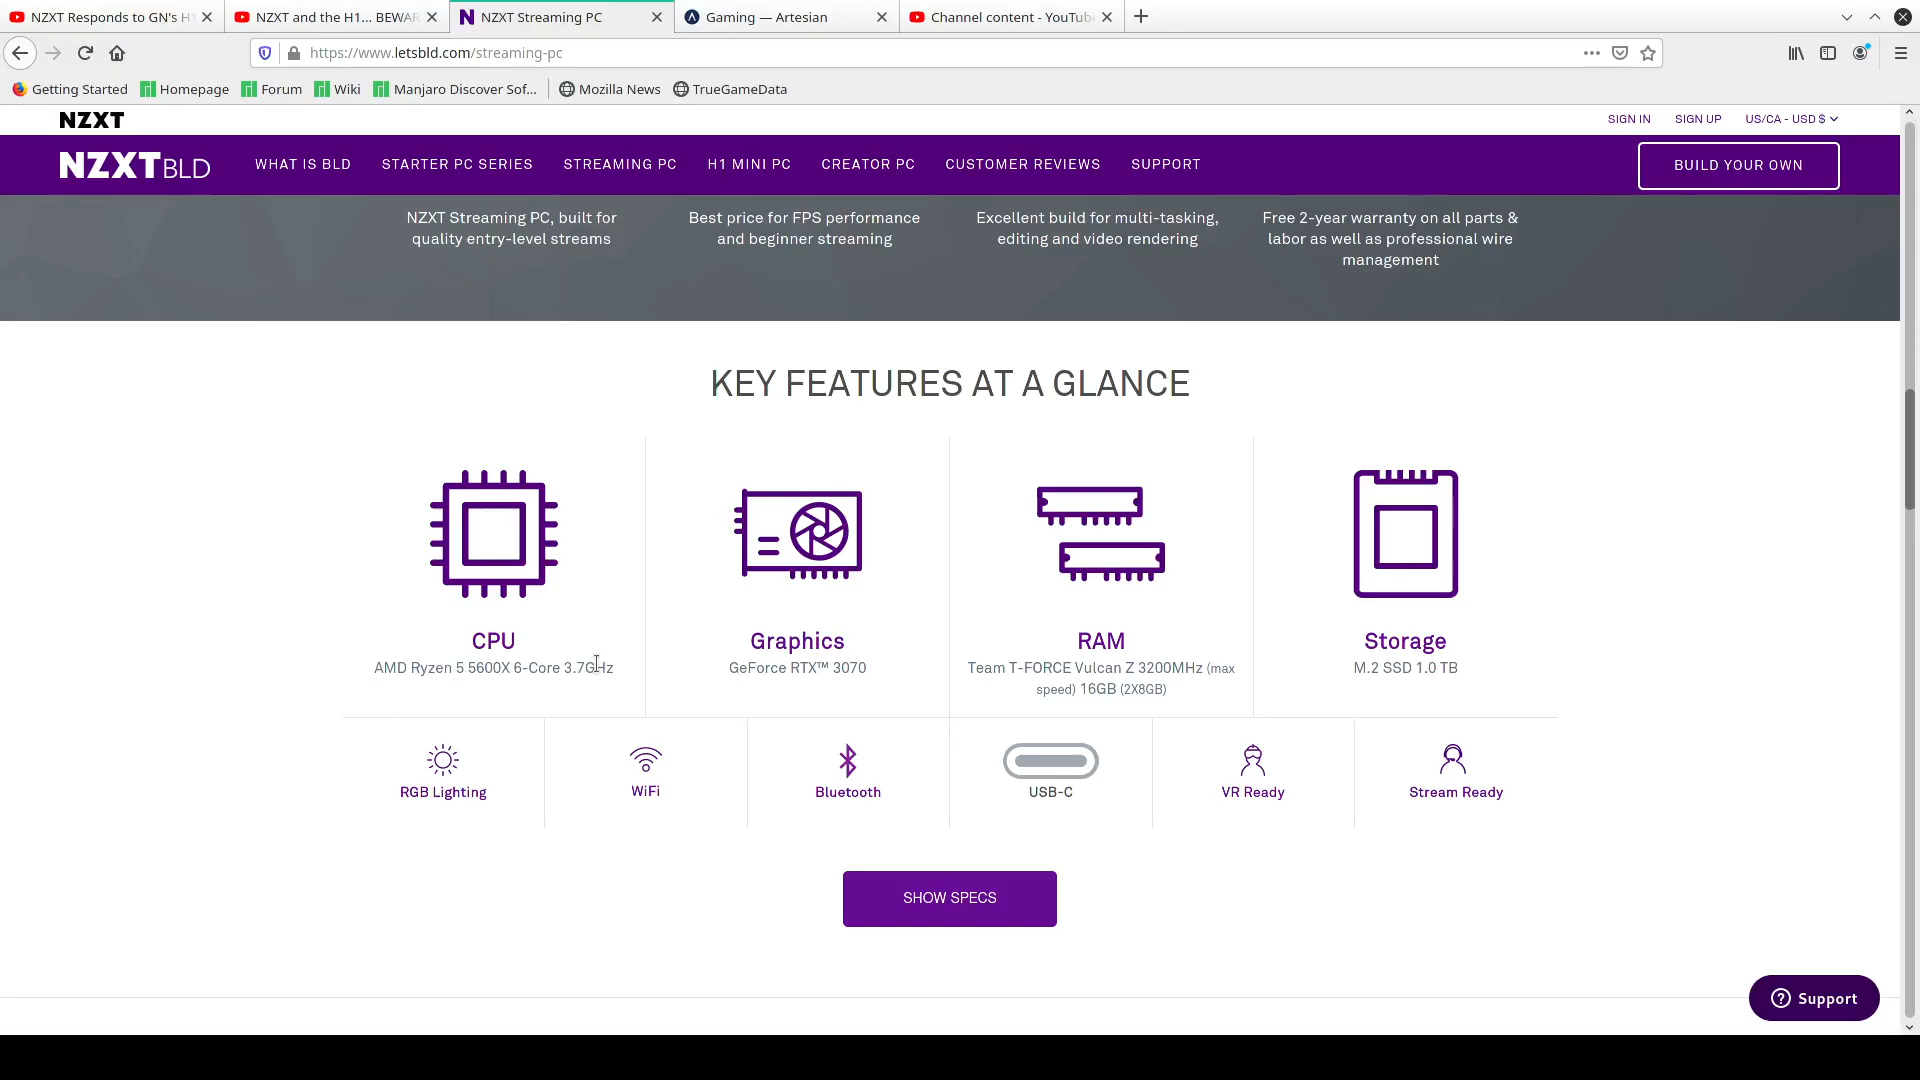 NZXT Responds to GN's H
NZXT and the H1... BEWAR
NZXT Streaming PC
Gaming — Artesian
Channel content - YouTube
https://www.letsbld.com/streaming-pc
Getting Started
Homepage
Forum
Wiki
Manjaro Discover Sof...
Mozilla News
TrueGameData
NZXT
SIGN IN
SIGN UP
US/CA - USD $
NZXT BLD
WHAT IS BLD
STARTER PC SERIES
STREAMING PC
H1 MINI PC
CREATOR PC
CUSTOMER REVIEWS
SUPPORT
BUILD YOUR OWN
NZXT Streaming PC, built for
quality entry-level streams
Best price for FPS performance
and beginner streaming
Excellent build for multi-tasking,
editing and video rendering
Free 2-year warranty on all parts &
labor as well as professional wire
management
KEY FEATURES AT A GLANCE
CPU
AMD Ryzen 5 5600X 6-Core 3.7GHz
Graphics
GeForce RTX™ 3070
RAM
Team T-FORCE Vulcan Z 3200MHz (max
speed) 16GB (2X8GB)
Storage
M.2 SSD 1.0 TB
RGB Lighting
WiFi
Bluetooth
USB-C
VR Ready
Stream Ready
SHOW SPECS
Support